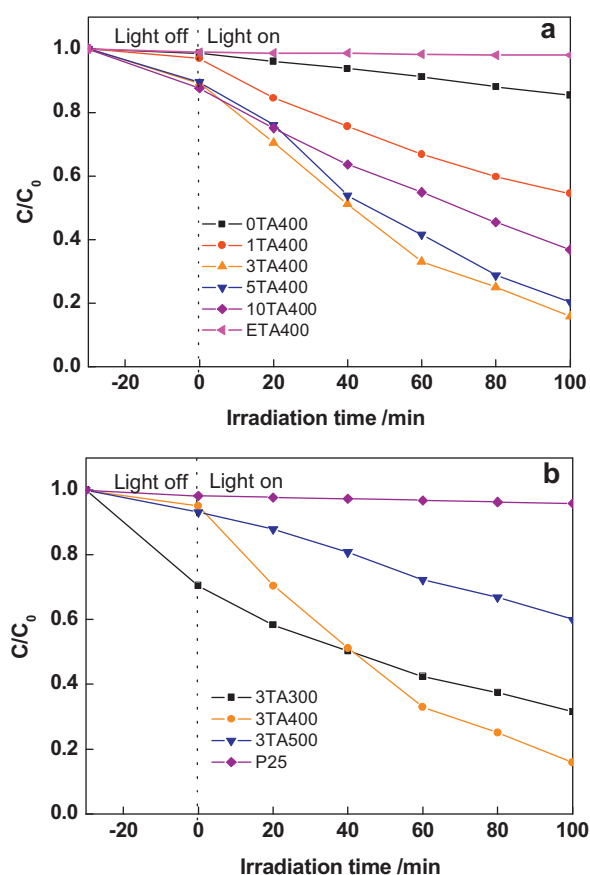 Light off Light on a
1.0
0.8
0.6
0.4
0.2
0.0
C/C0
0TA400
1TA400
3TA400
5TA400
10TA400
ETA400
-20 0 20 40 60 80 100
Irradiation time /min
Light off Light on b
1.0
0.8
0.6
0.4
0.2
0.0
C/C0
3TA300
3TA400
3TA500
P25
-20 0 20 40 60 80 100
Irradiation time /min